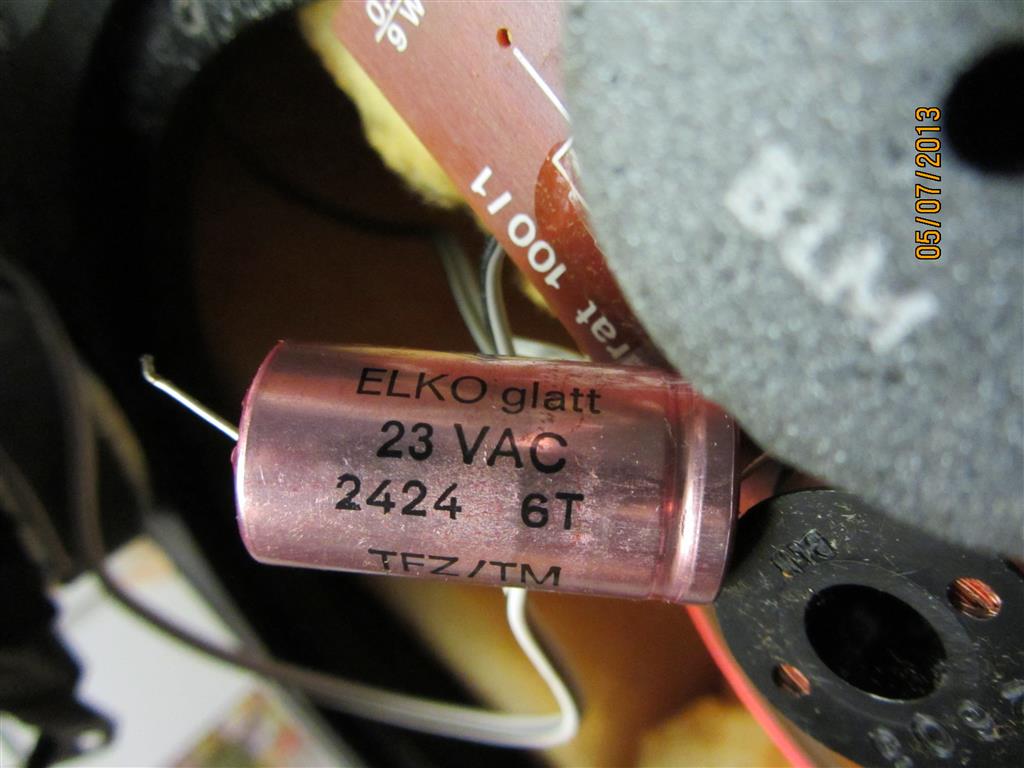 ELKO glatt
23 VAC
2424 6T
TFZ/TM
100/1
05/07/2013